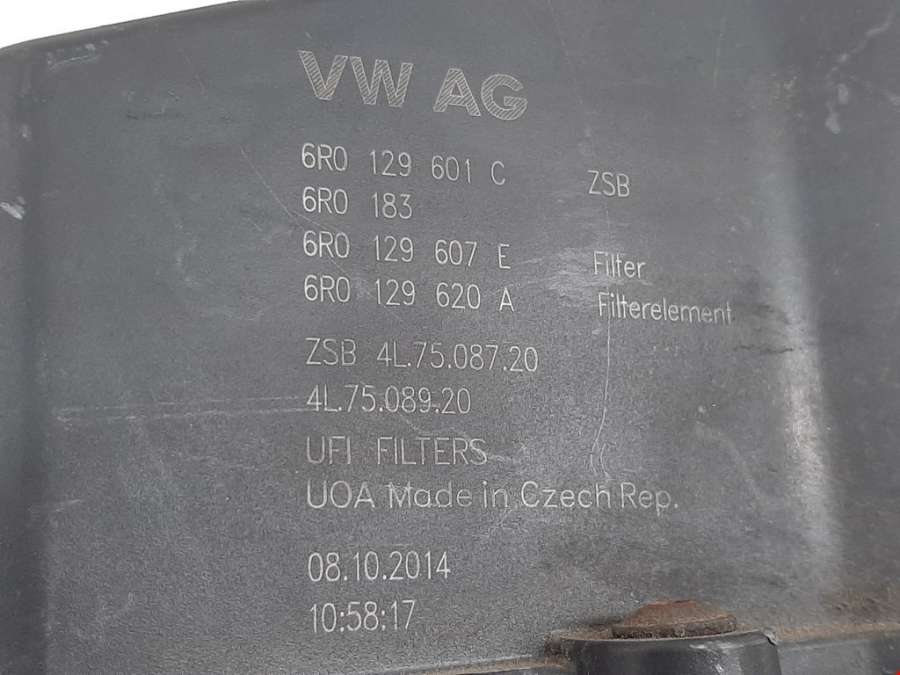 VW AG
6R0 129 601 C ZSB
6R0 183
6R0 129 607 E Filter
6R0 129 620 A Filterelement
ZSB 4L.75.087.20
4L.75.089.20
UFI FILTERS
UOA Made in Czech Rep.
08.10.2014
10:58:17